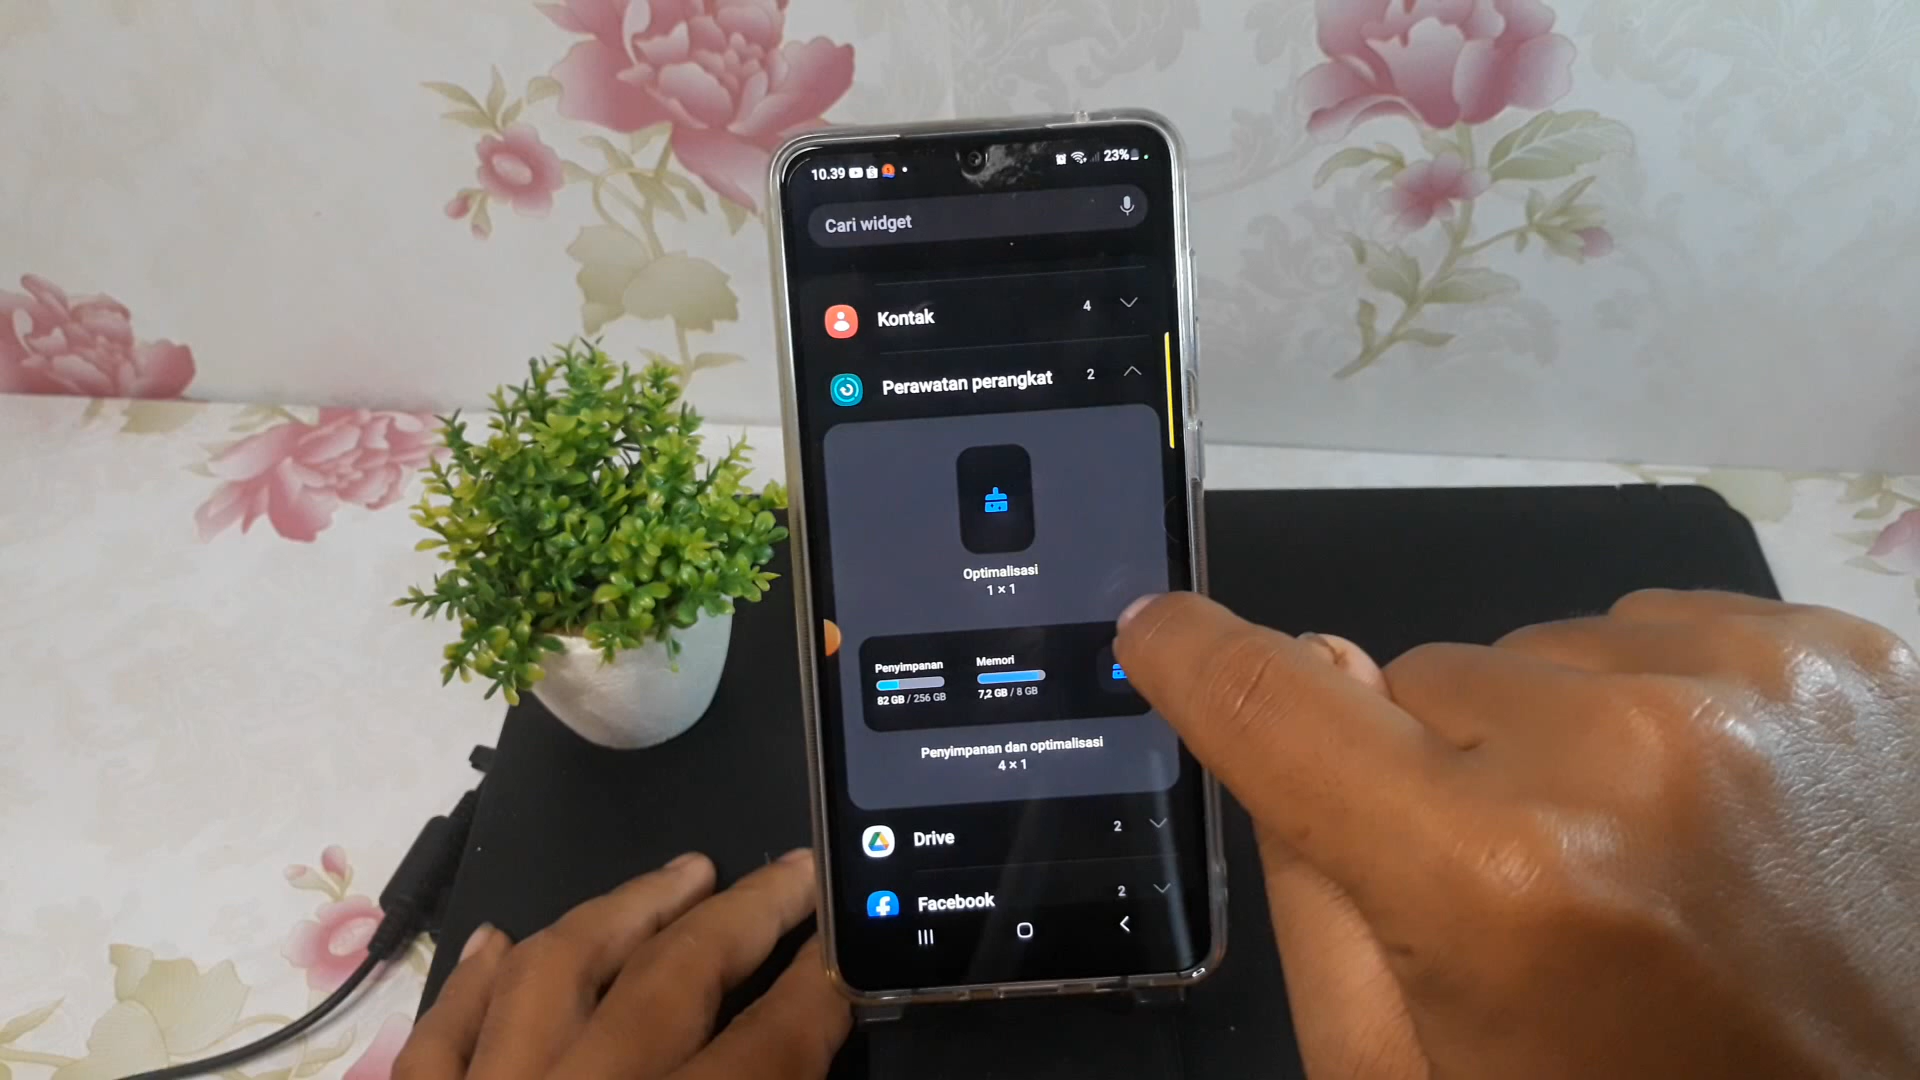 10.39
23%
Cari widget
Kontak 4
Perawatan perangkat 2
Optimalisasi
1 × 1
Penyimpanan
82 GB / 256 GB
Memori
7,2 GB / 8 GB
Penyimpanan dan optimalisasi
4 × 1
Drive 2
Facebook 2